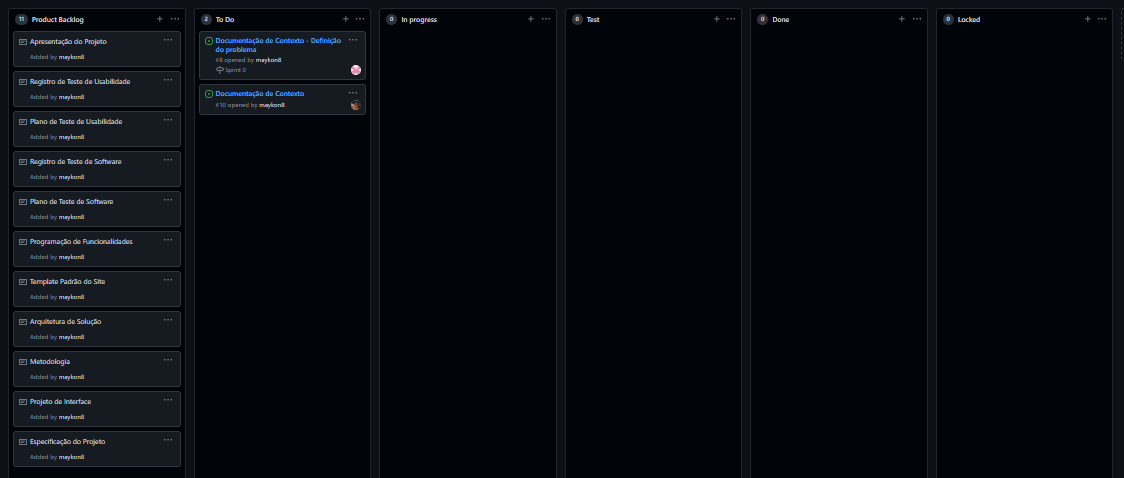 11 Product Backlog
Apresentação do Projeto
Added by maykon8
Registro de Teste de Usabilidade
Added by maykon8
Plano de Teste de Usabilidade
Added by maykon8
Registro de Teste de Software
Added by maykon8
Plano de Teste de Software
Added by maykon8
Programação de Funcionalidades
Added by maykon8
Template Padrão do Site
Added by maykon8
Arquitetura de Solução
Added by maykon8
Metodologia
Added by maykon8
Projeto de Interface
Added by maykon8
Especificação do Projeto
Added by maykon8
2 To Do
Documentação de Contexto - Definição
do problema
#8 opened by maykon8
Sprint 0
Documentação de Contexto
#10 opened by maykon8
0 In progress
0 Test
0 Done
0 Locked